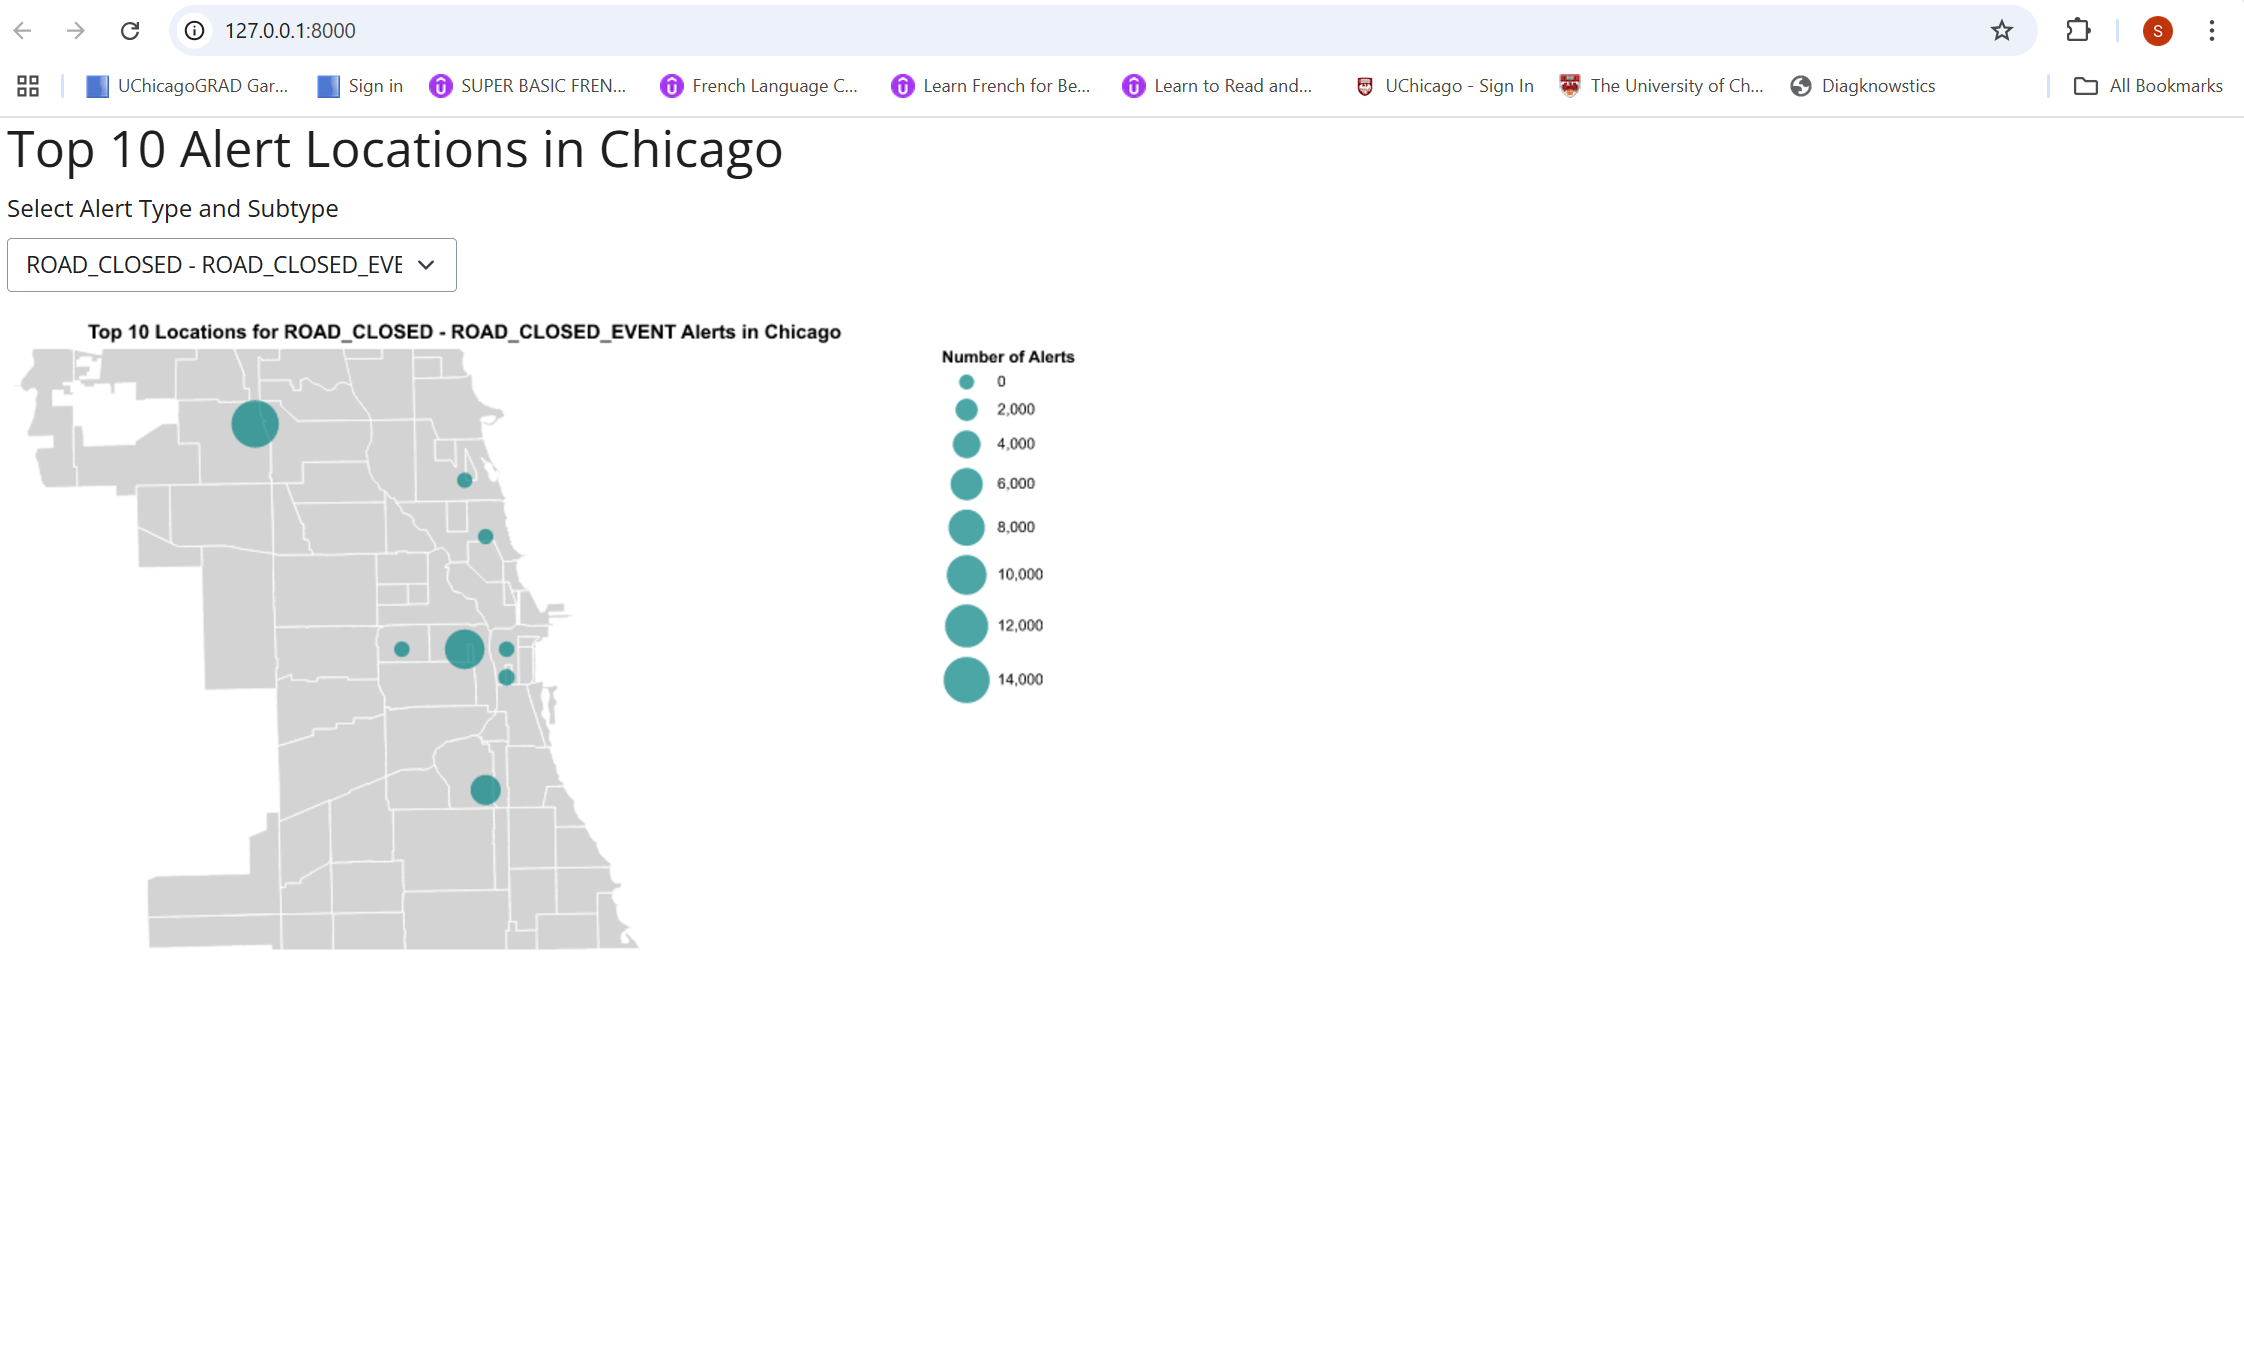 127.0.0.1:8000
UChicagoGRAD Gar...
Sign in
SUPER BASIC FREN...
French Language C...
Learn French for Be...
Learn to Read and...
UChicago - Sign In
The University of Ch...
Diagknowstics
All Bookmarks
S
Top 10 Alert Locations in Chicago
Select Alert Type and Subtype
ROAD_CLOSED - ROAD_CLOSED_EVE
Top 10 Locations for ROAD_CLOSED - ROAD_CLOSED_EVENT Alerts in Chicago
Number of Alerts
0
2,000
4,000
6,000
8,000
10,000
12,000
14,000